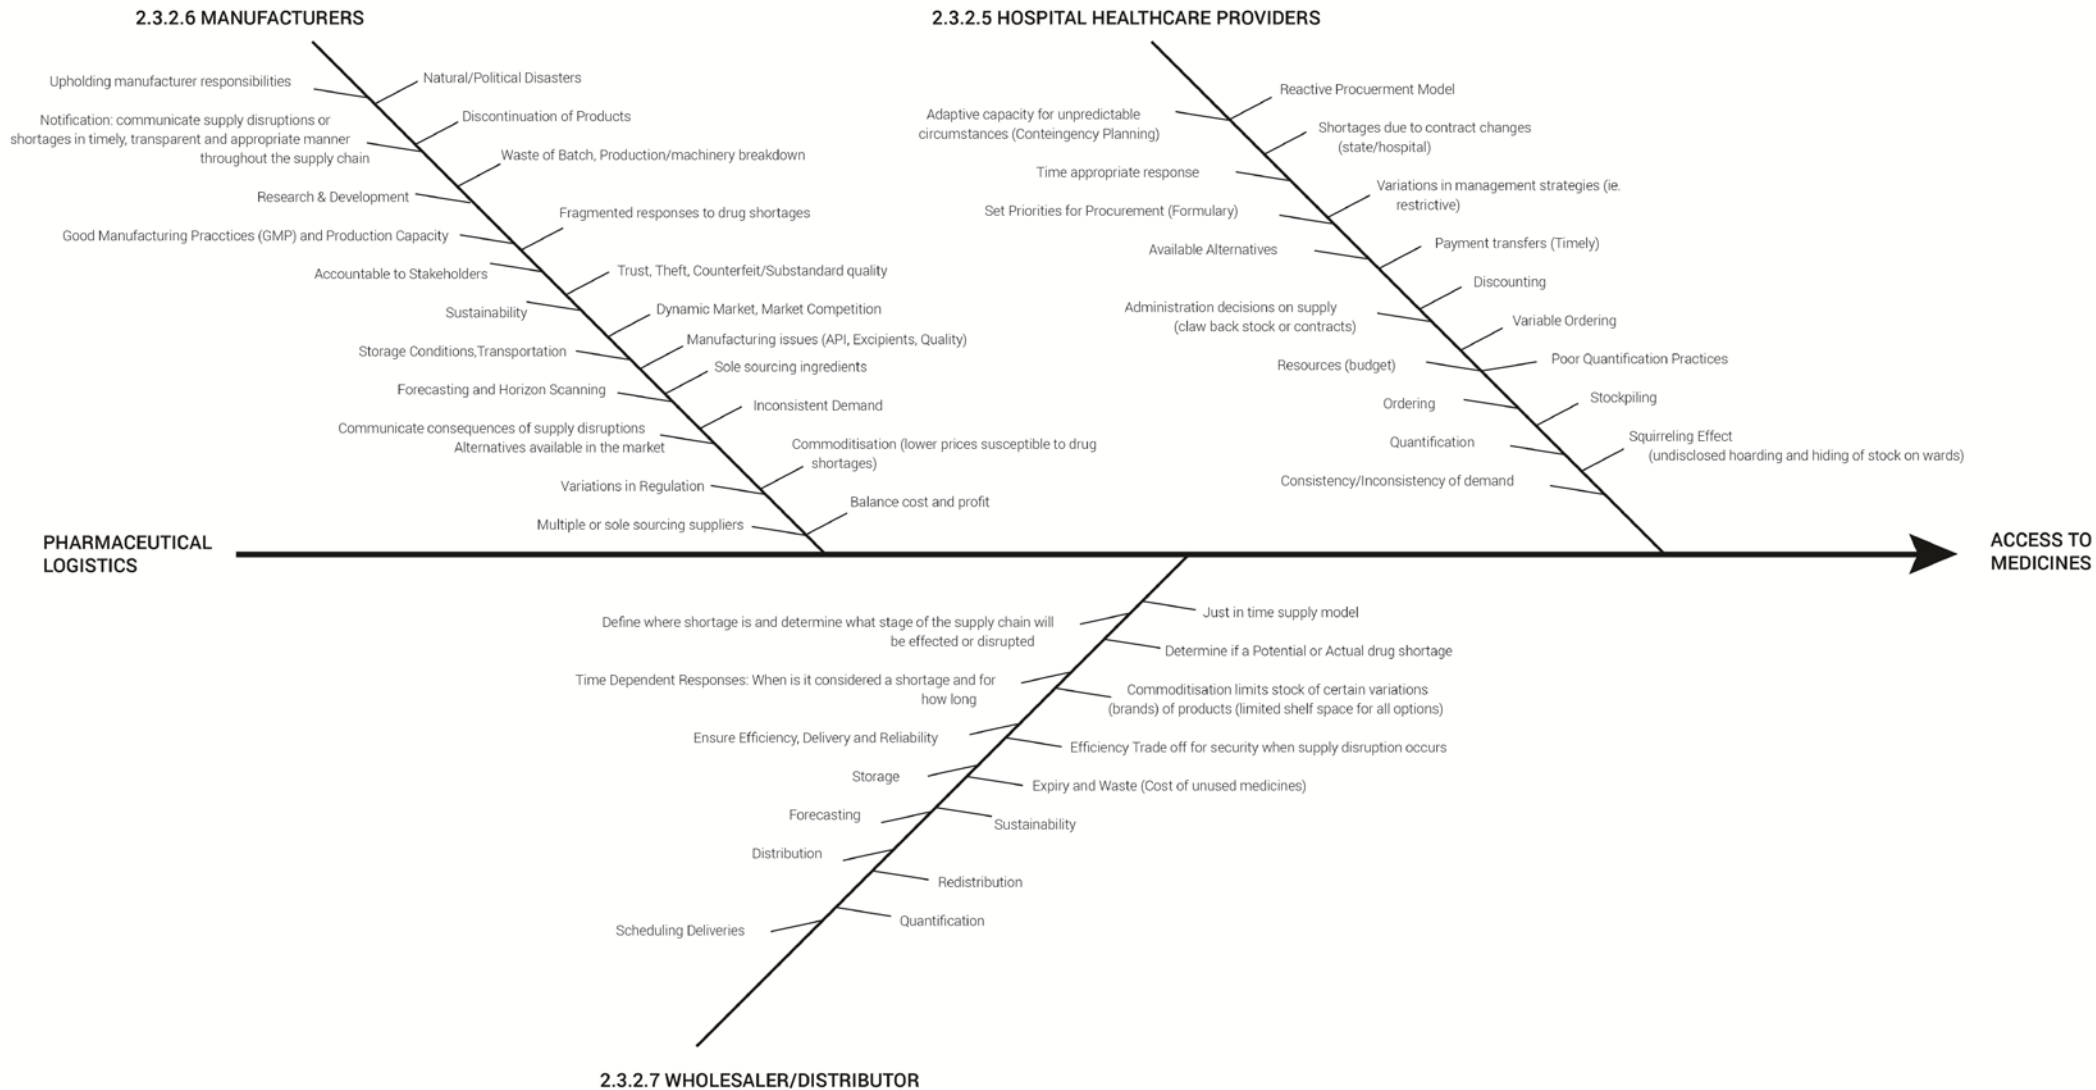 2.3.2.6 MANUFACTURERS
Upholding manufacturer responsibilities
Notification: communicate supply disruptions or
shortages in timely, transparent and appropriate manner
throughout the supply chain
Research & Development
Good Manufacturing Pracctices (GMP) and Production Capacity
Accountable to Stakeholders
Sustainability
Storage Conditions,Transportation
Forecasting and Horizon Scanning
Communicate consequences of supply disruptions
Alternatives available in the market
Variations in Regulation
Multiple or sole sourcing suppliers
Natural/Political Disasters
Discontinuation of Products
Waste of Batch, Production/machinery breakdown
Fragmented responses to drug shortages
Trust, Theft, Counterfeit/Substandard quality
Dynamic Market, Market Competition
Manufacturing issues (API, Excipients, Quality)
Sole sourcing ingredients
Inconsistent Demand
Commoditisation (lower prices susceptible to drug
shortages)
Balance cost and profit
2.3.2.5 HOSPITAL HEALTHCARE PROVIDERS
Adaptive capacity for unpredictable
circumstances (Conteingency Planning)
Time appropriate response
Set Priorities for Procurement (Formulary)
Available Alternatives
Administration decisions on supply
(claw back stock or contracts)
Resources (budget)
Ordering
Quantification
Consistency/Inconsistency of demand
Reactive Procuerment Model
Shortages due to contract changes
(state/hospital)
Variations in management strategies (ie.
restrictive)
Payment transfers (Timely)
Discounting
Variable Ordering
Poor Quantification Practices
Stockpiling
Squirreling Effect
(undisclosed hoarding and hiding of stock on wards)
PHARMACEUTICAL
LOGISTICS
ACCESS TO
MEDICINES
Define where shortage is and determine what stage of the supply chain will
be effected or disrupted
Time Dependent Responses: When is it considered a shortage and for
how long
Ensure Efficiency, Delivery and Reliability
Storage
Forecasting
Distribution
Scheduling Deliveries
Just in time supply model
Determine if a Potential or Actual drug shortage
Commoditisation limits stock of certain variations
(brands) of products (limited shelf space for all options)
Efficiency Trade off for security when supply disruption occurs
Expiry and Waste (Cost of unused medicines)
Sustainability
Redistribution
Quantification
2.3.2.7 WHOLESALER/DISTRIBUTOR